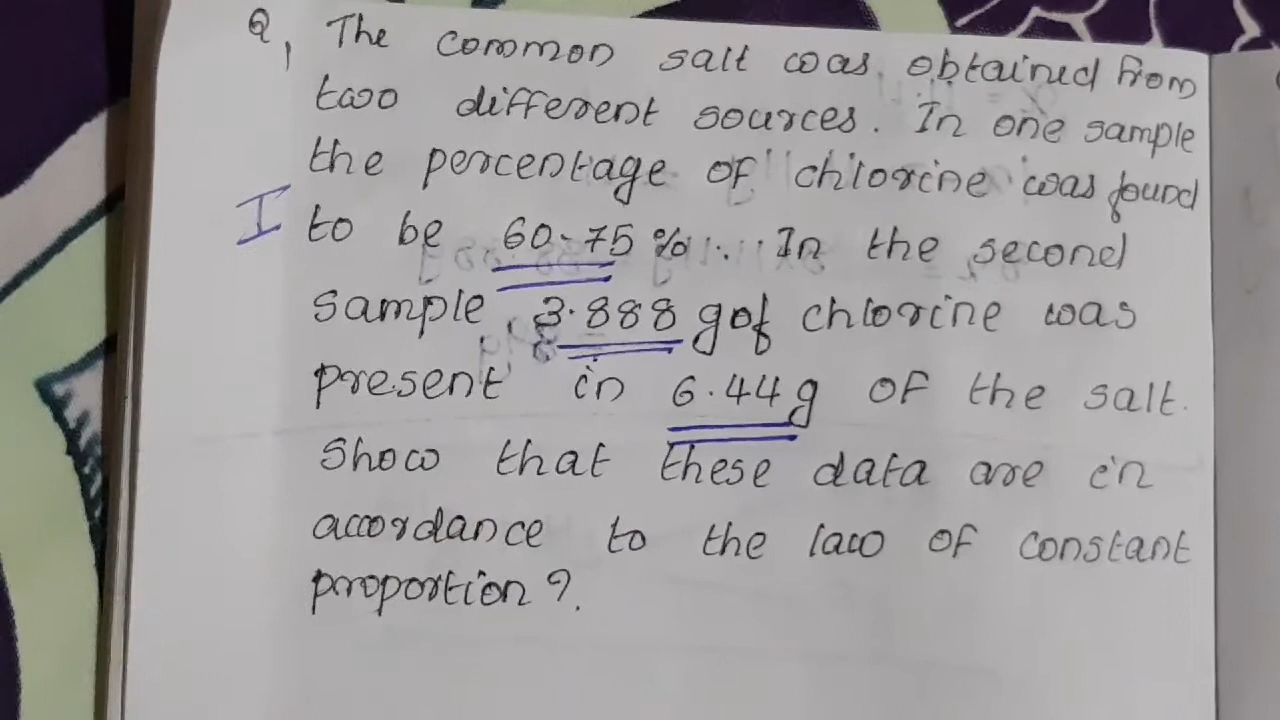 Q, The common salt was obtained from
two different sources. In one sample
the percentage of chlorine was found
I to be 60.75%. In the second
sample, 3.888 g of chlorine was
present in 6.44g of the salt.
Show that these data are in
accordance to the law of constant
proportion?.